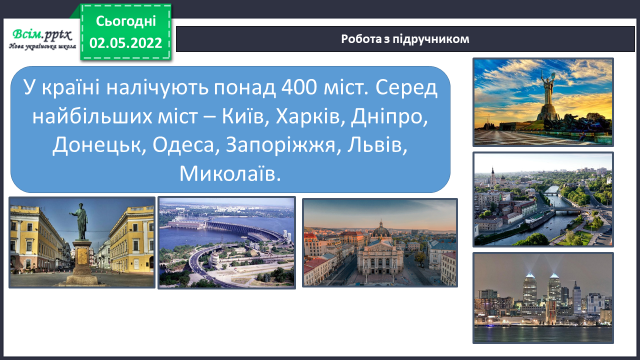 Всім.pptx
Нова українська школа
Сьогодні
02.05.2022
Робота з підручником
У країні налічують понад 400 міст. Серед
найбільших міст – Київ, Харків, Дніпро,
Донецьк, Одеса, Запоріжжя, Львів,
Миколаїв.